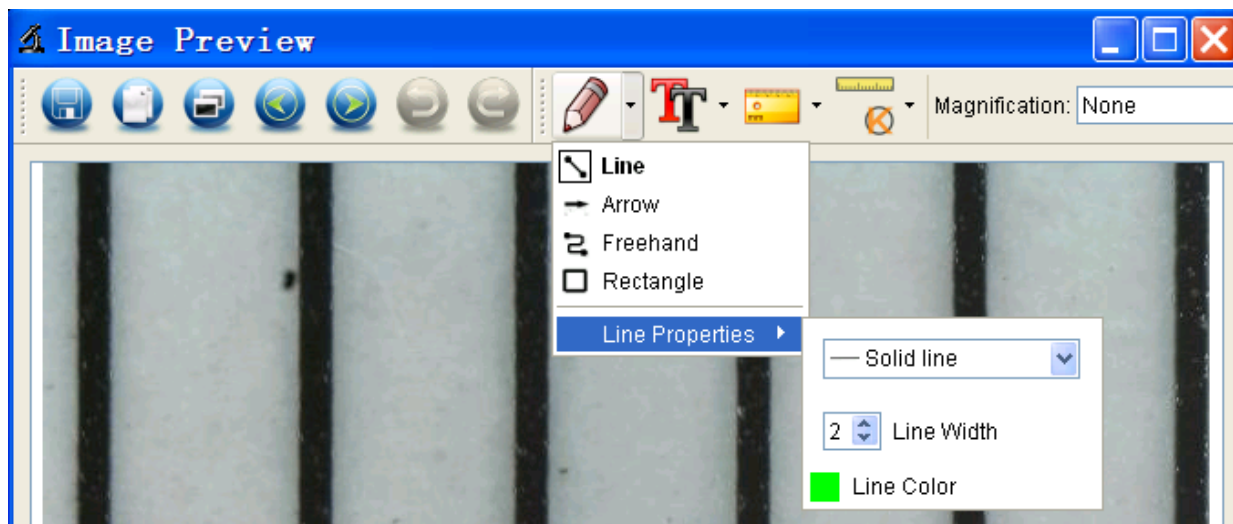 Image Preview
Magnification: None
Line
Arrow
Freehand
Rectangle
Line Properties
Solid line
2 Line Width
Line Color